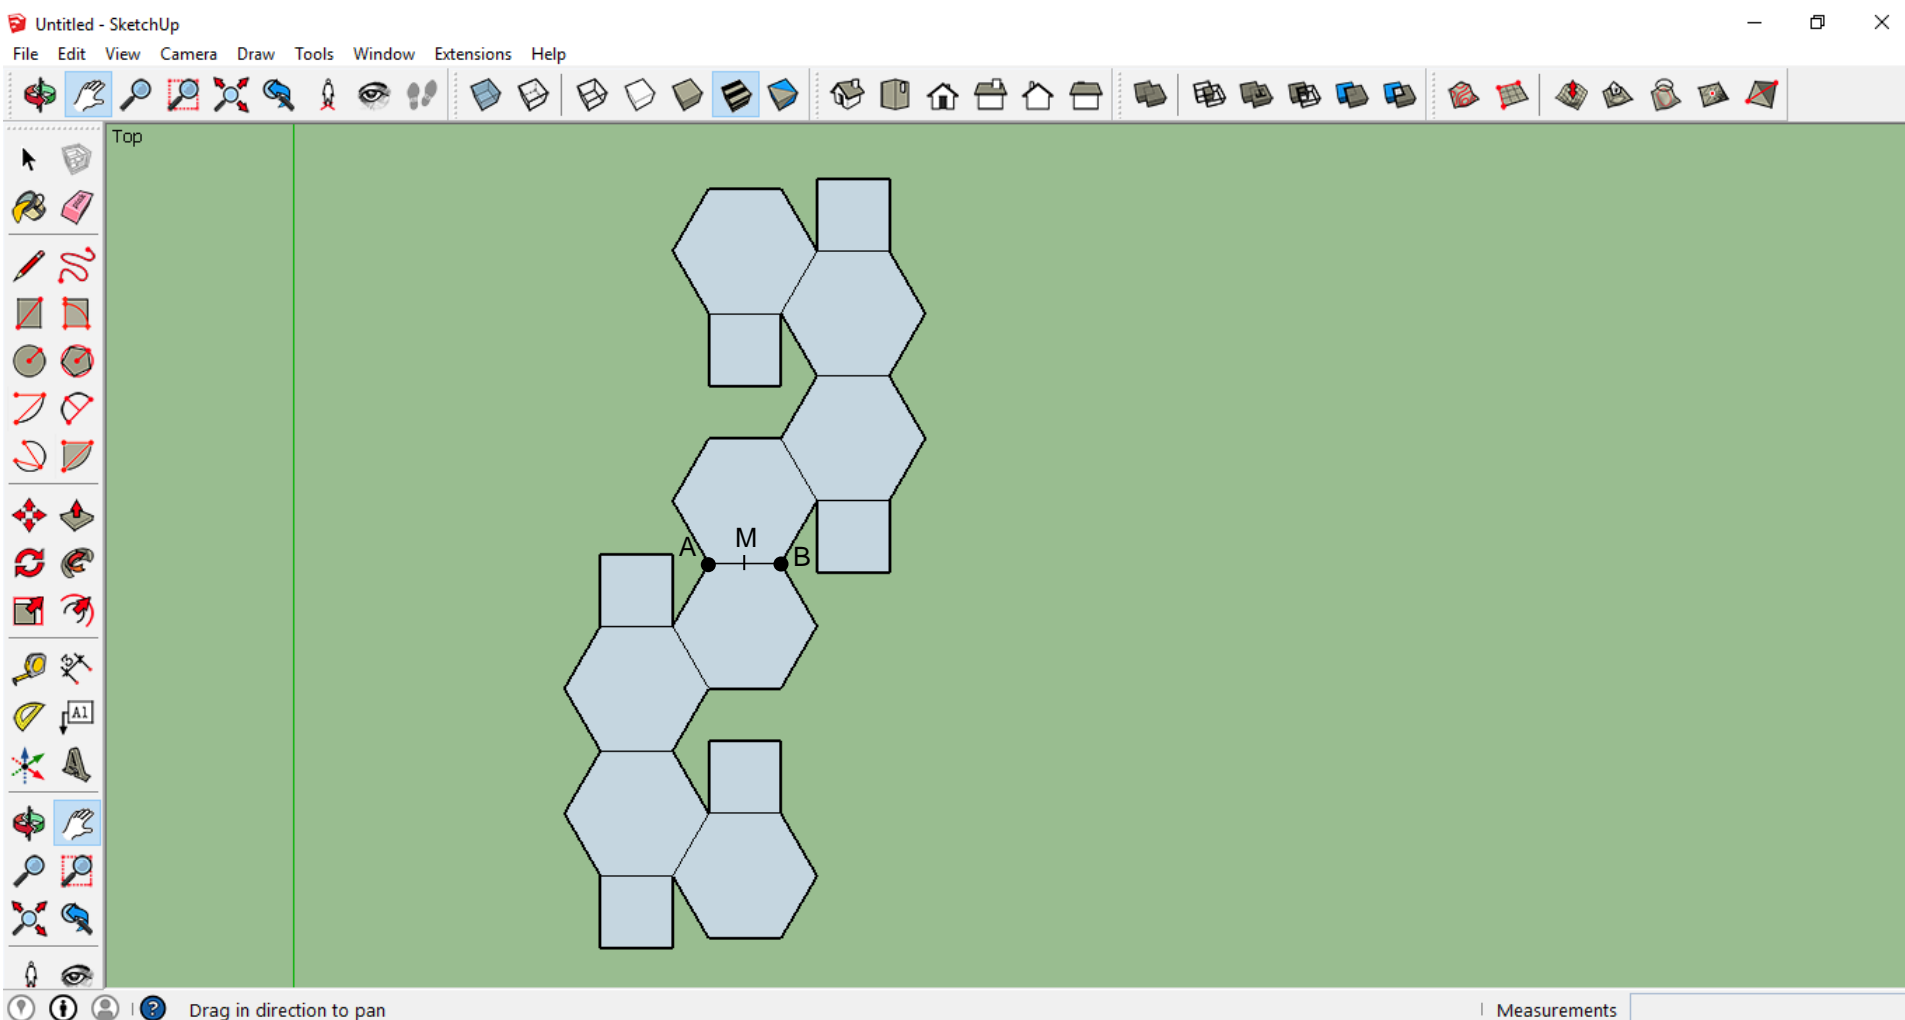 Untitled - SketchUp
File Edit View Camera Draw Tools Window Extensions Help
Top
M
A
B
A1
?
Drag in direction to pan
Measurements